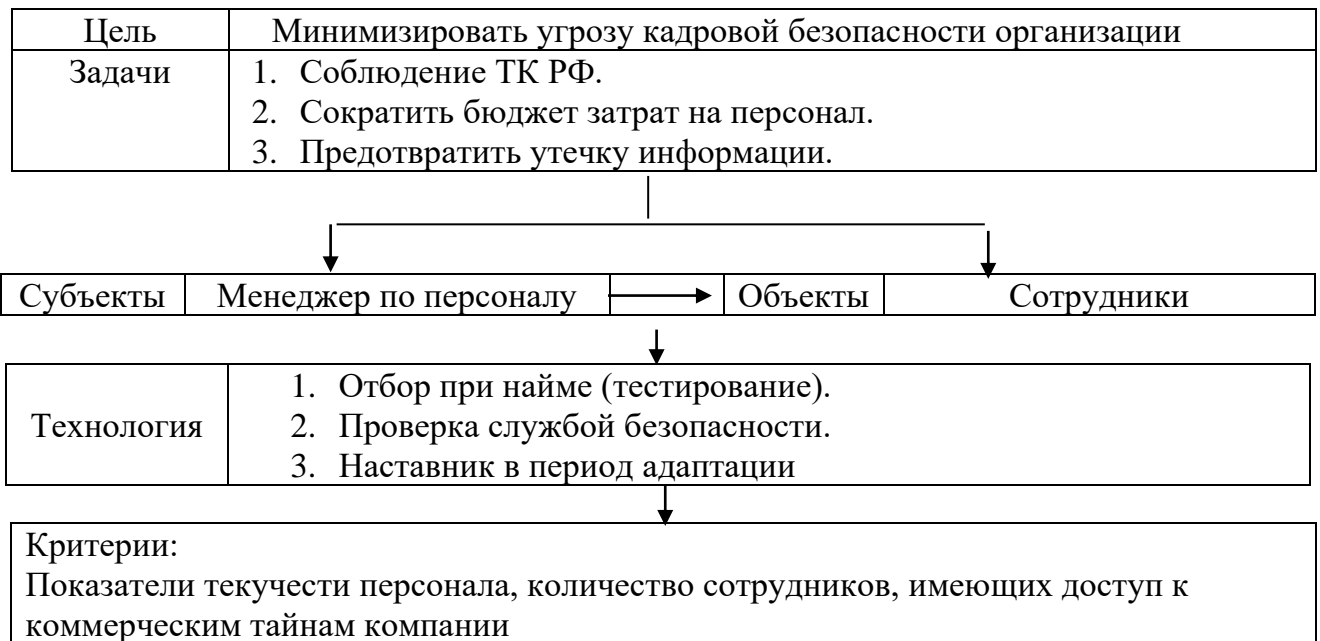 Цель Минимизировать угрозу кадровой безопасности организации
Задачи 1. Соблюдение ТК РФ.
2. Сократить бюджет затрат на персонал.
3. Предотвратить утечку информации.
Субъекты Менеджер по персоналу Объекты Сотрудники
1. Отбор при найме (тестирование).
Технология 2. Проверка службой безопасности.
3. Наставник в период адаптации
Критерии:
Показатели текучести персонала, количество сотрудников, имеющих доступ к
коммерческим тайнам компании